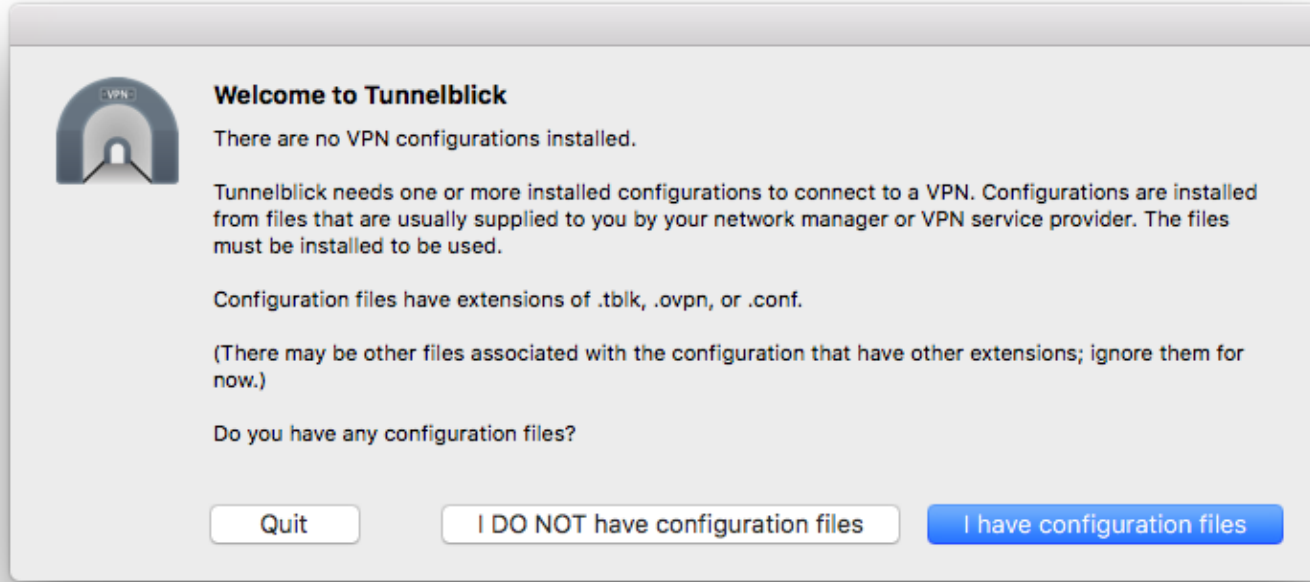 VPN
Welcome to Tunnelblick
There are no VPN configurations installed.
Tunnelblick needs one or more installed configurations to connect to a VPN. Configurations are installed
from files that are usually supplied to you by your network manager or VPN service provider. The files
must be installed to be used.
Configuration files have extensions of .tblk, .ovpn, or .conf.
(There may be other files associated with the configuration that have other extensions; ignore them for
now.)
Do you have any configuration files?
Quit
I DO NOT have configuration files
I have configuration files